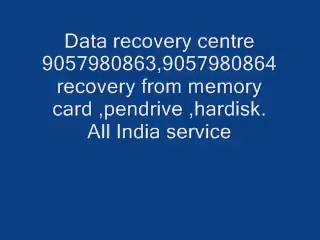 Data recovery centre
9057980863,9057980864
recovery from memory
card ,pendrive ,hardisk.
All India service